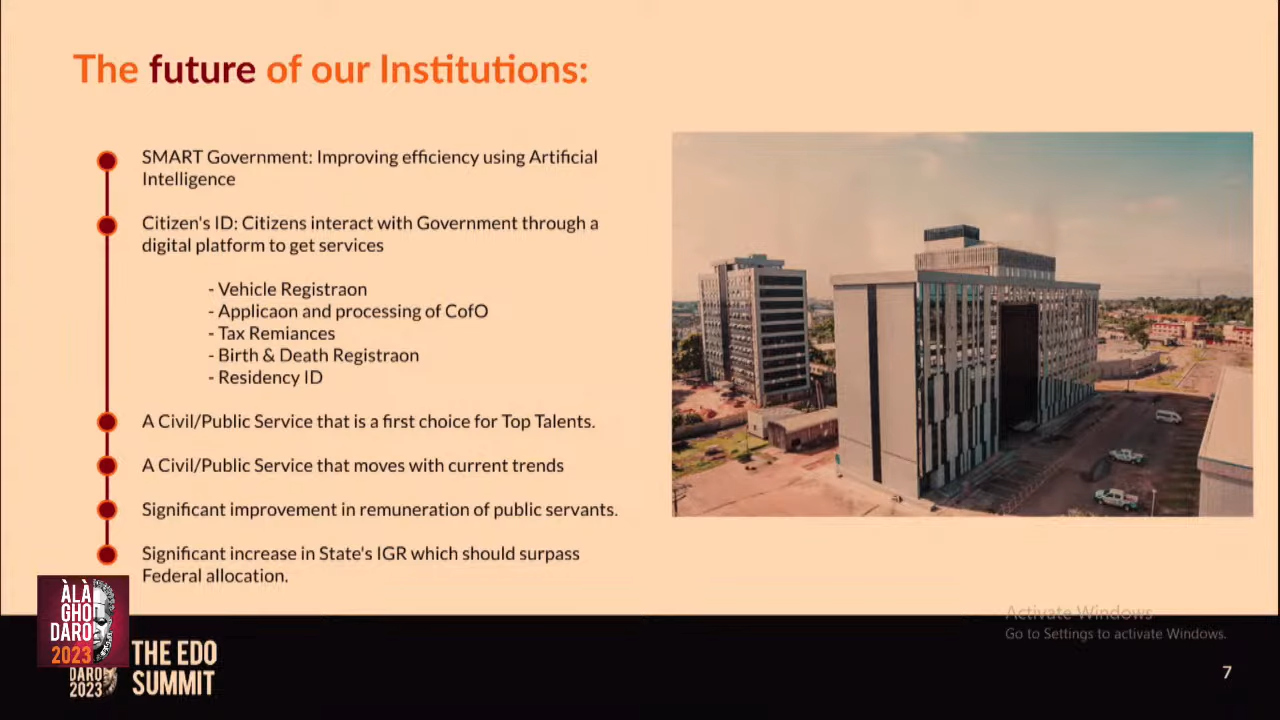 The future of our Institutions:
SMART Government: Improving efficiency using Artificial
Intelligence
Citizen's ID: Citizens interact with Government through a
digital platform to get services
- Vehicle Registraon
- Applicaon and processing of CofO
- Tax Remiances
- Birth & Death Registraon
- Residency ID
A Civil/Public Service that is a first choice for Top Talents.
A Civil/Public Service that moves with current trends
Significant improvement in remuneration of public servants.
Significant increase in State's IGR which should surpass
Federal allocation.
ÀLÀ
GHO
DARO
2023
DARO
2023
THE EDO
SUMMIT
Activate Windows
Go to Settings to activate Windows.
7